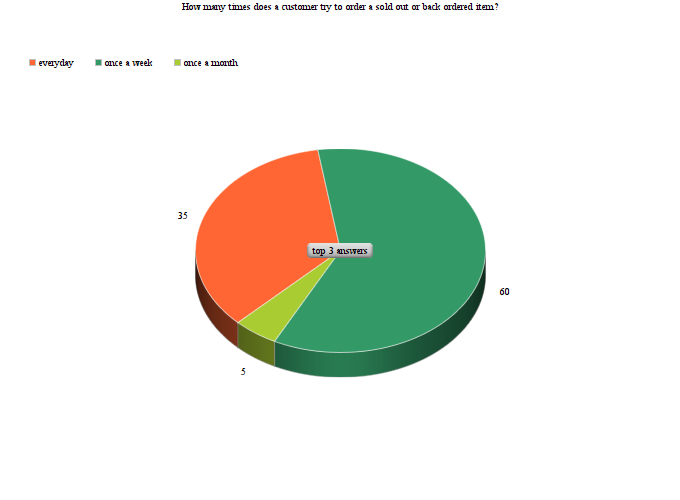 How many times does a customer try to order a sold out or back ordered item?
everyday once a week once a month
35
top 3 answers
60
5